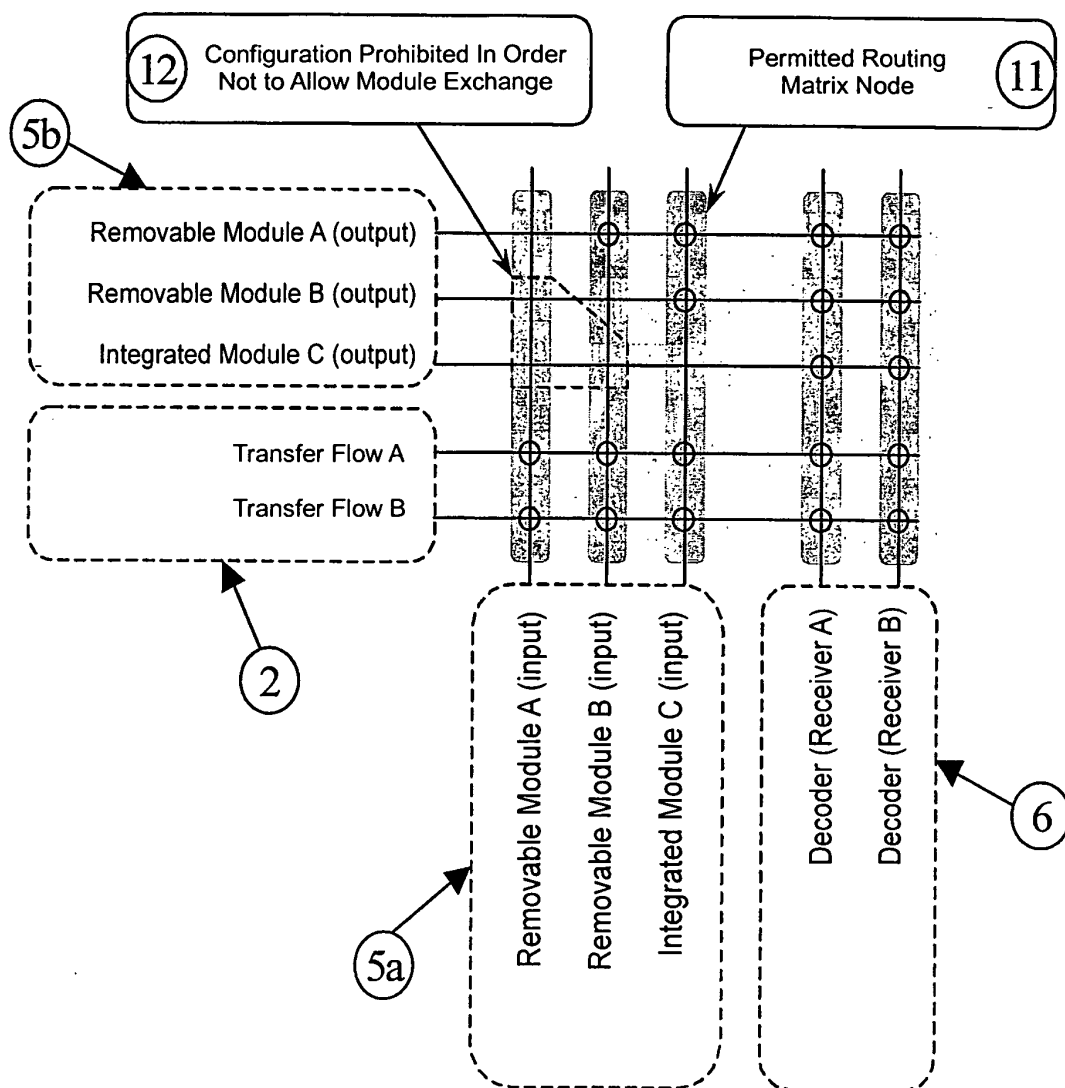 12
Configuration Prohibited In Order
Not to Allow Module Exchange
Permitted Routing
Matrix Node
11
5b
Removable Module A (output)
Removable Module B (output)
Integrated Module C (output)
Transfer Flow A
Transfer Flow B
2
Removable Module A (input)
Removable Module B (input)
Integrated Module C (input)
Decoder (Receiver A)
Decoder (Receiver B)
5a
6